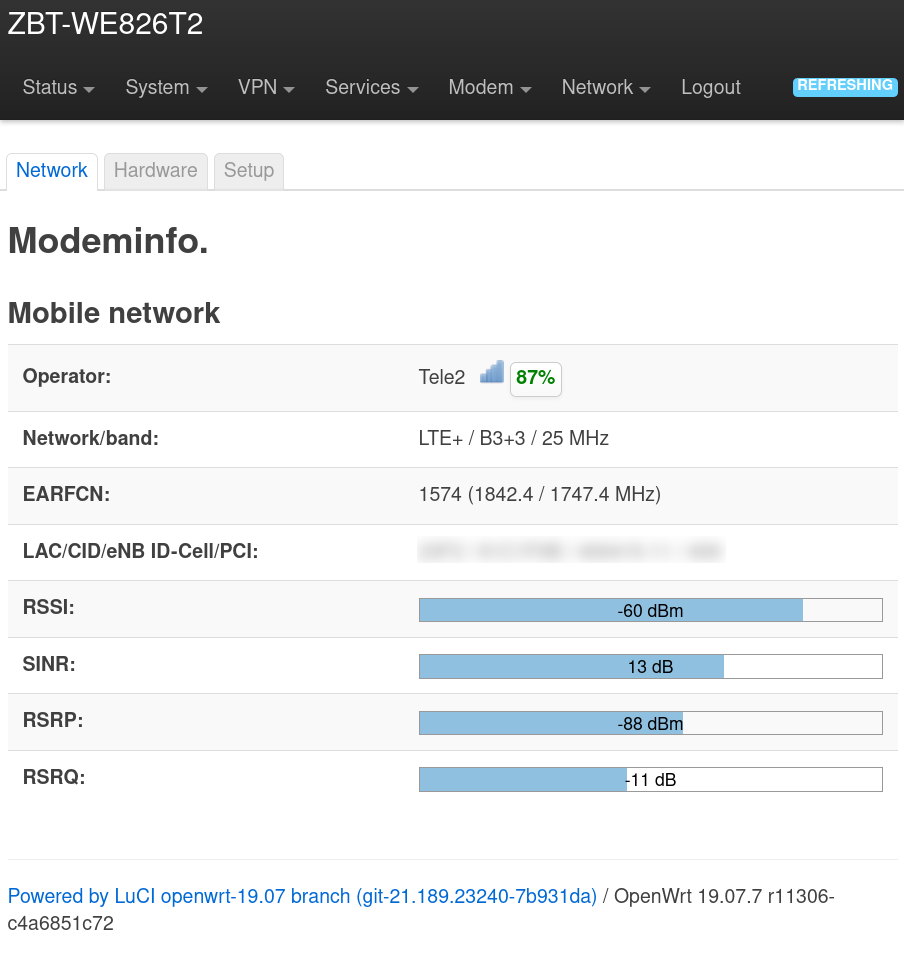 ZBT-WE826T2
Status System VPN Services Modem Network Logout REFRESHING
Network Hardware Setup
Modeminfo.
Mobile network
Operator: Tele2 87%
Network/band: LTE+ / B3+3 / 25 MHz
EARFCN: 1574 (1842.4 / 1747.4 MHz)
LAC/CID/eNB ID-Cell/PCI:
RSSI: -60 dBm
SINR: 13 dB
RSRP: -88 dBm
RSRQ: -11 dB
Powered by LuCI openwrt-19.07 branch (git-21.189.23240-7b931da) / OpenWrt 19.07.7 r11306-
c4a6851c72